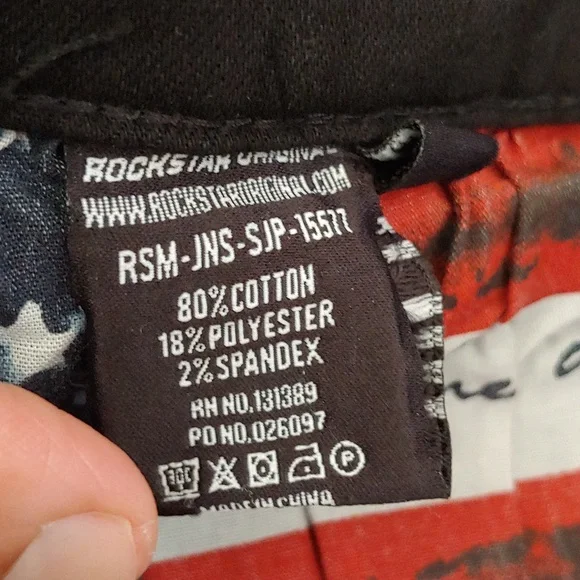 ROCKSTAR ORIGINAL
WWW.ROCKSTARORIGINAL.COM
RSM-JNS-SJP-15577
80% COTTON
18% POLYESTER
2% SPANDEX
RN NO.131389
PO NO.026097
30C P
MADE IN CHINA